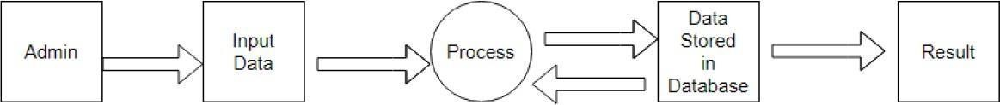 Admin
Input
Data
Process
Data
Stored
in
Database
Result